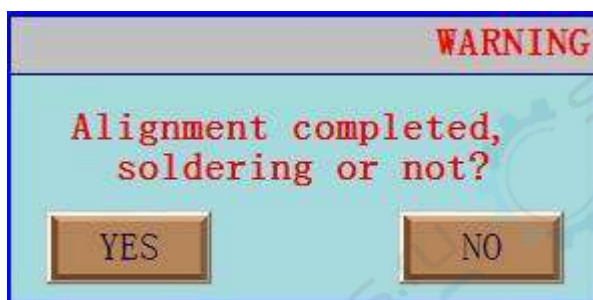 WARNING
Alignment completed,
soldering or not?
YES
NO